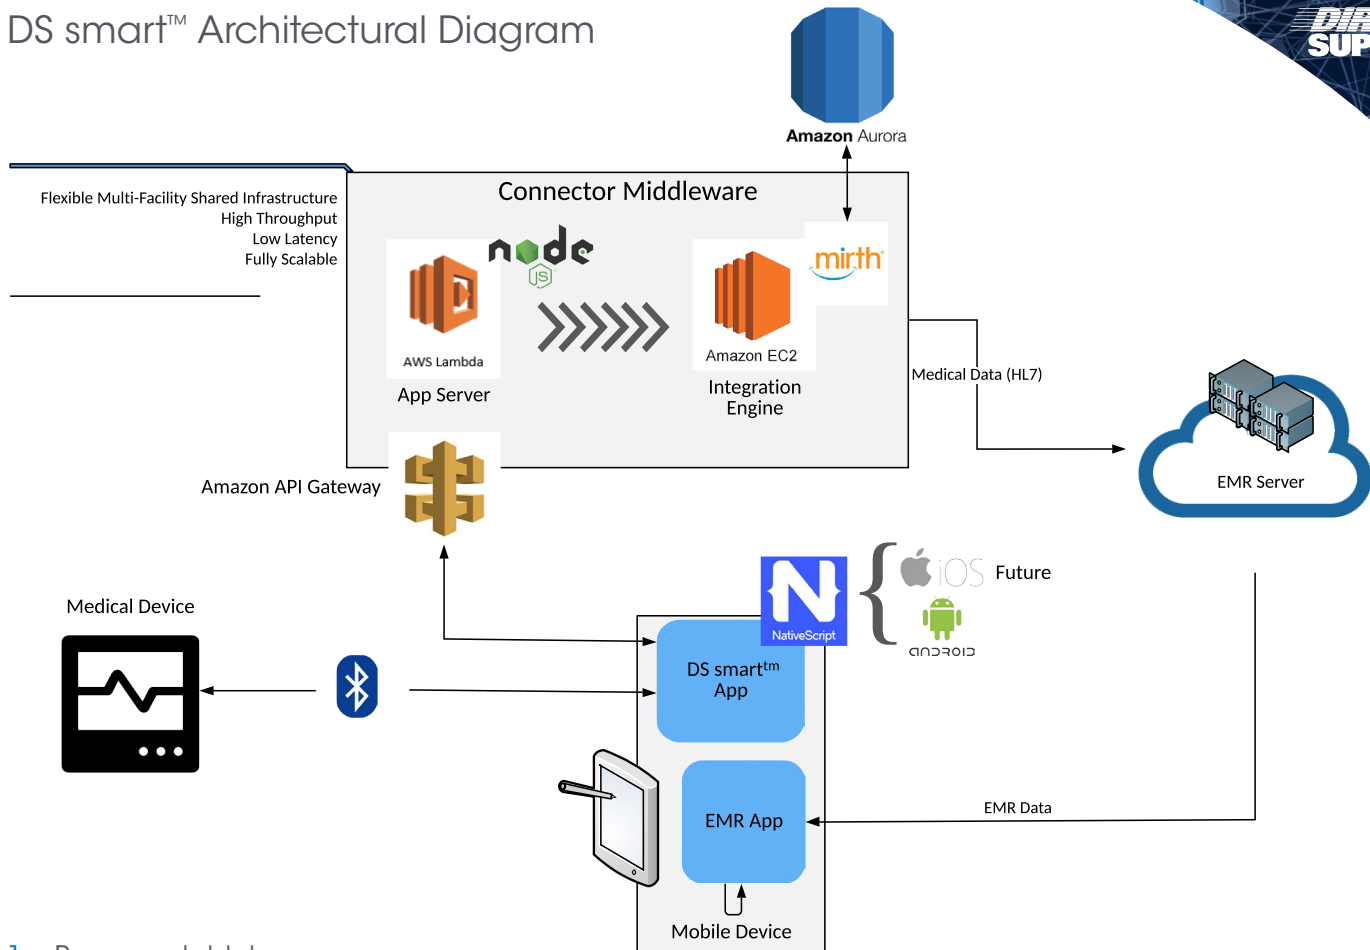 DS smart™ Architectural Diagram
Amazon Aurora
Connector Middleware
Flexible Multi-Facility Shared Infrastructure
High Throughput
Low Latency
Fully Scalable
node
JS
mirth
AWS Lambda
App Server
Amazon EC2
Integration
Engine
Medical Data (HL7)
EMR Server
Amazon API Gateway
iOS
Future
ANDROID
NativeScript
Medical Device
DS smart™
App
EMR App
EMR Data
Mobile Device